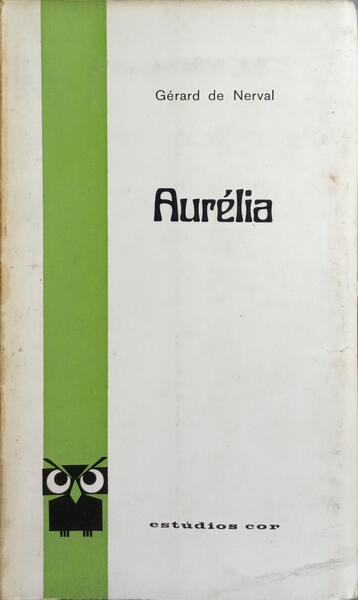 Gérard de Nerval
Aurélia
estúdios cor